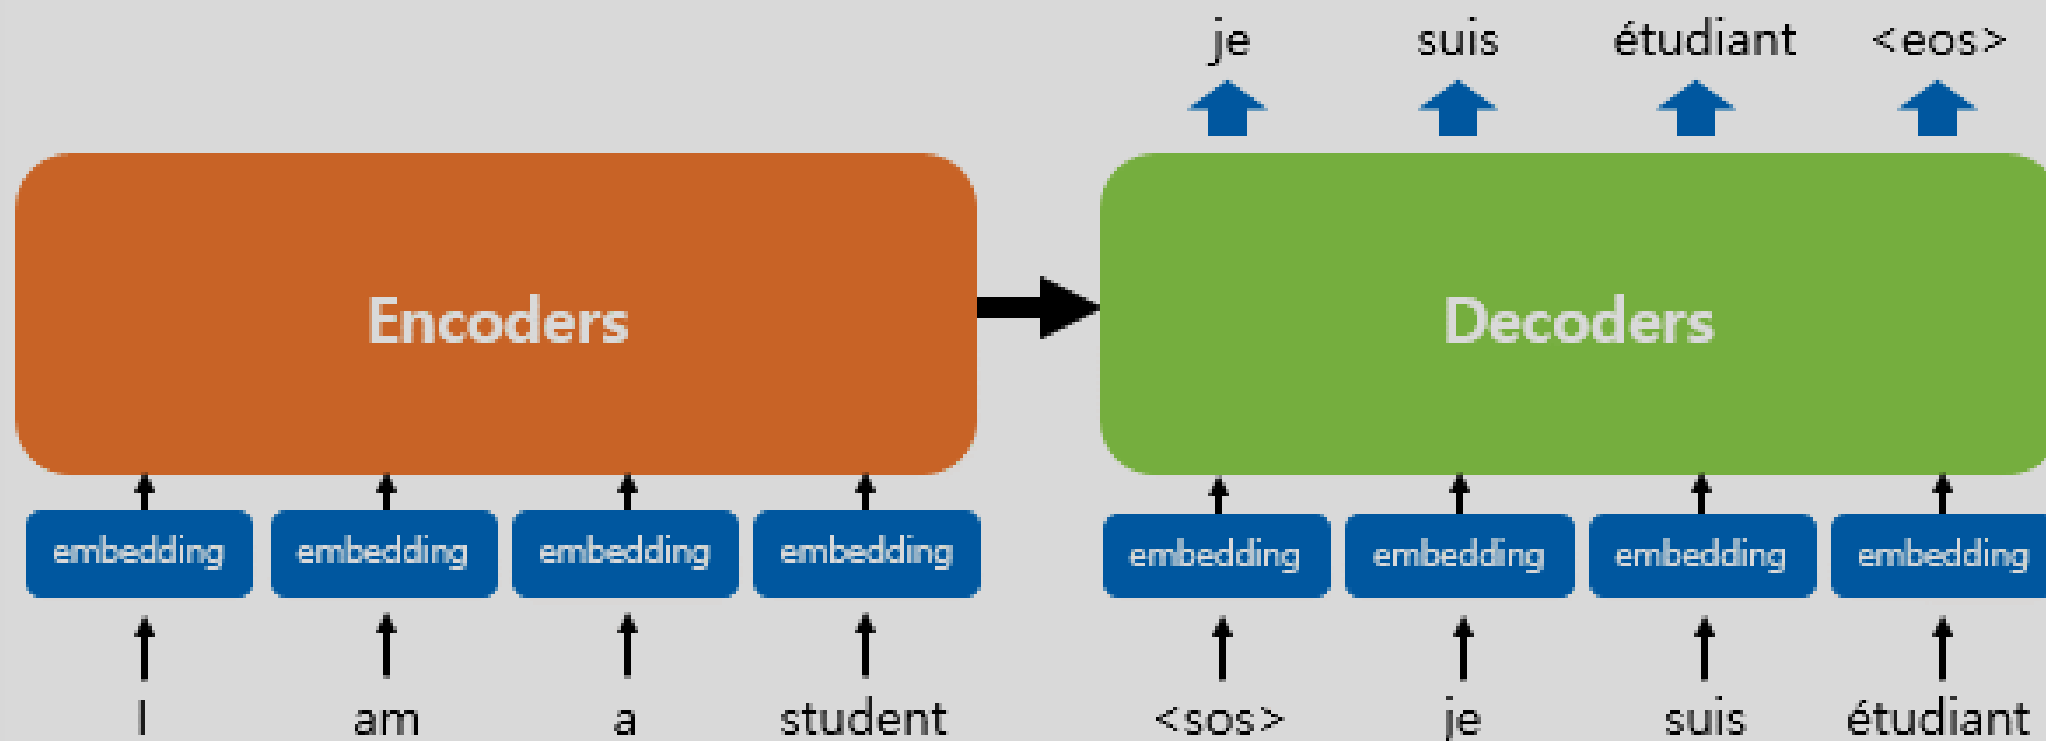 je suis étudiant <eos>
Encoders Decoders
embedding embedding embedding embedding embedding embedding embedding embedding
I am a student <sos> je suis étudiant